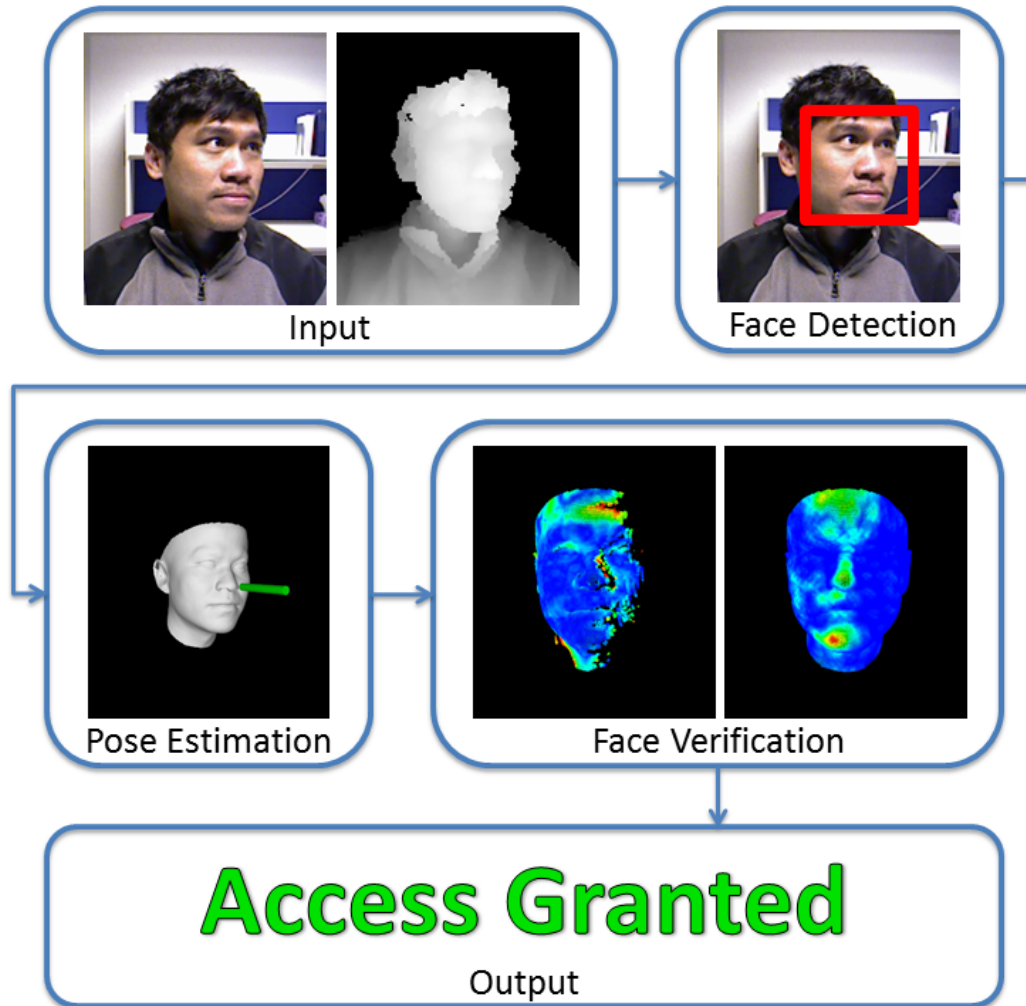 Input
Face Detection
Pose Estimation
Face Verification
Access Granted
Output